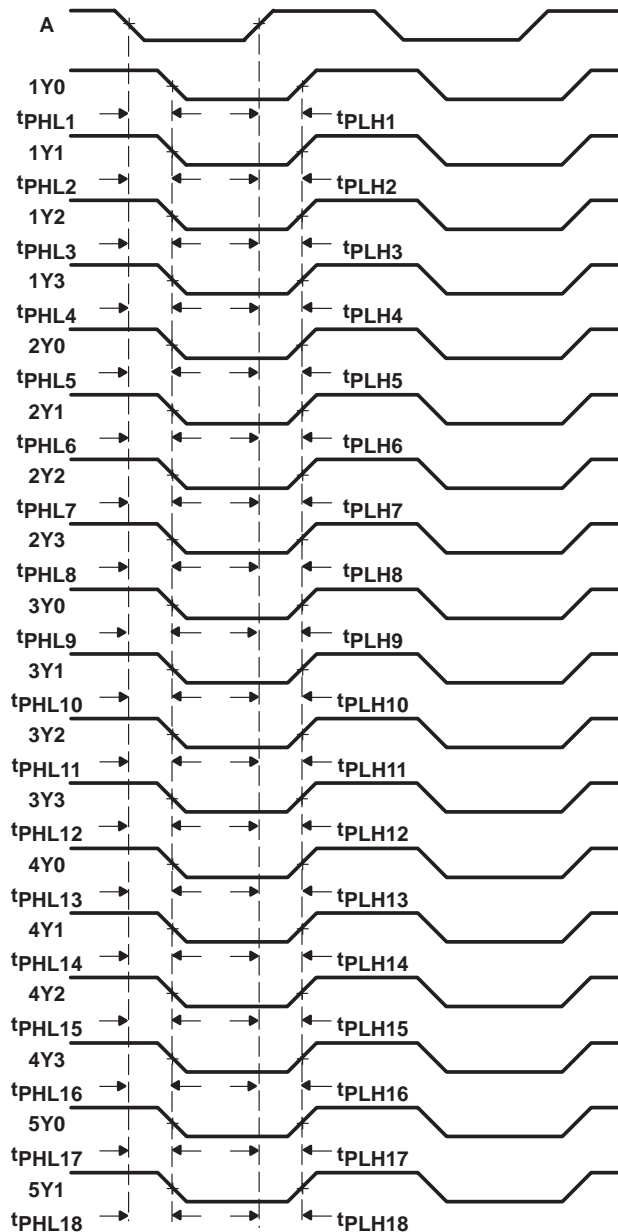 A
1Y0
tPHL1 tPLH1
1Y1
tPHL2 tPLH2
1Y2
tPHL3 tPLH3
1Y3
tPHL4 tPLH4
2Y0
tPHL5 tPLH5
2Y1
tPHL6 tPLH6
2Y2
tPHL7 tPLH7
2Y3
tPHL8 tPLH8
3Y0
tPHL9 tPLH9
3Y1
tPHL10 tPLH10
3Y2
tPHL11 tPLH11
3Y3
tPHL12 tPLH12
4Y0
tPHL13 tPLH13
4Y1
tPHL14 tPLH14
4Y2
tPHL15 tPLH15
4Y3
tPHL16 tPLH16
5Y0
tPHL17 tPLH17
5Y1
tPHL18 tPLH18